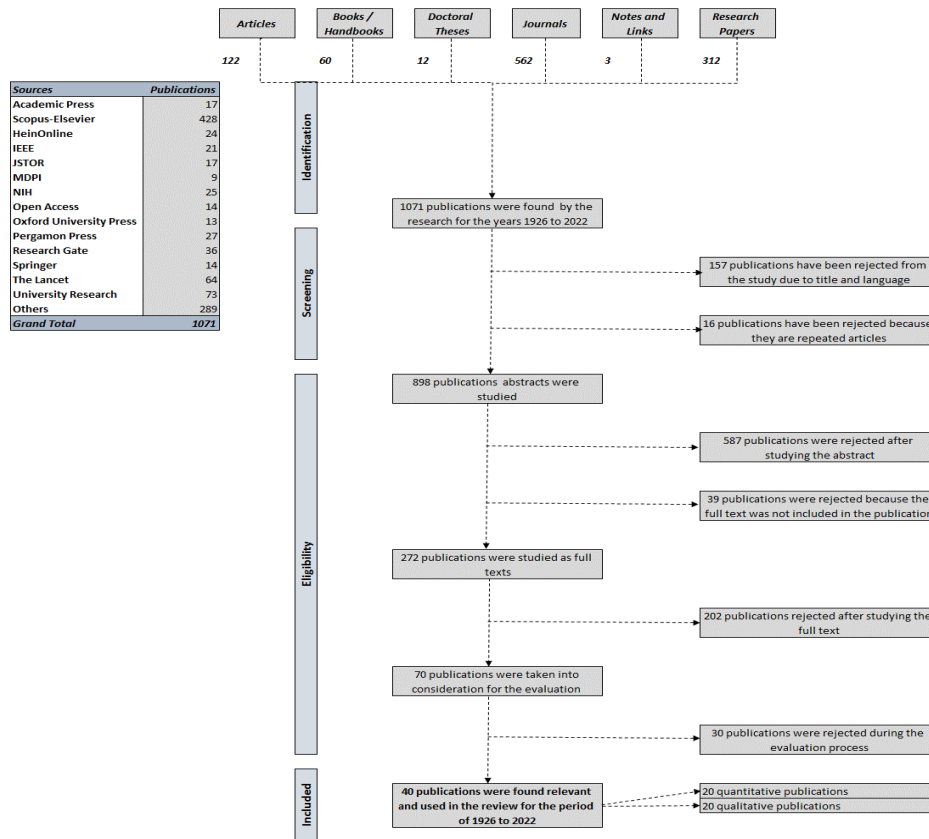 Articles
Books /
Handbooks
Doctoral
Theses
Journals
Notes and
Links
Research
Papers
122
60
12
562
3
312
Sources Publications
Academic Press 17
Scopus-Elsevier 428
HeinOnline 24
IEEE 21
JSTOR 17
MDPI 9
NIH 25
Open Access 14
Oxford University Press 13
Pergamon Press 27
Research Gate 36
Springer 14
The Lancet 64
University Research 73
Others 289
Grand Total 1071
Identification
1071 publications were found by the
research for the years 1926 to 2022
Screening
157 publications have been rejected from
the study due to title and language
16 publications have been rejected because
they are repeated articles
898 publications abstracts were
studied
Eligibility
587 publications were rejected after
studying the abstract
39 publications were rejected because the
full text was not included in the publication
272 publications were studied as full
texts
202 publications rejected after studying the
full text
70 publications were taken into
consideration for the evaluation
30 publications were rejected during the
evaluation process
Included
40 publications were found relevant
and used in the review for the period
of 1926 to 2022
20 quantitative publications
20 qualitative publications